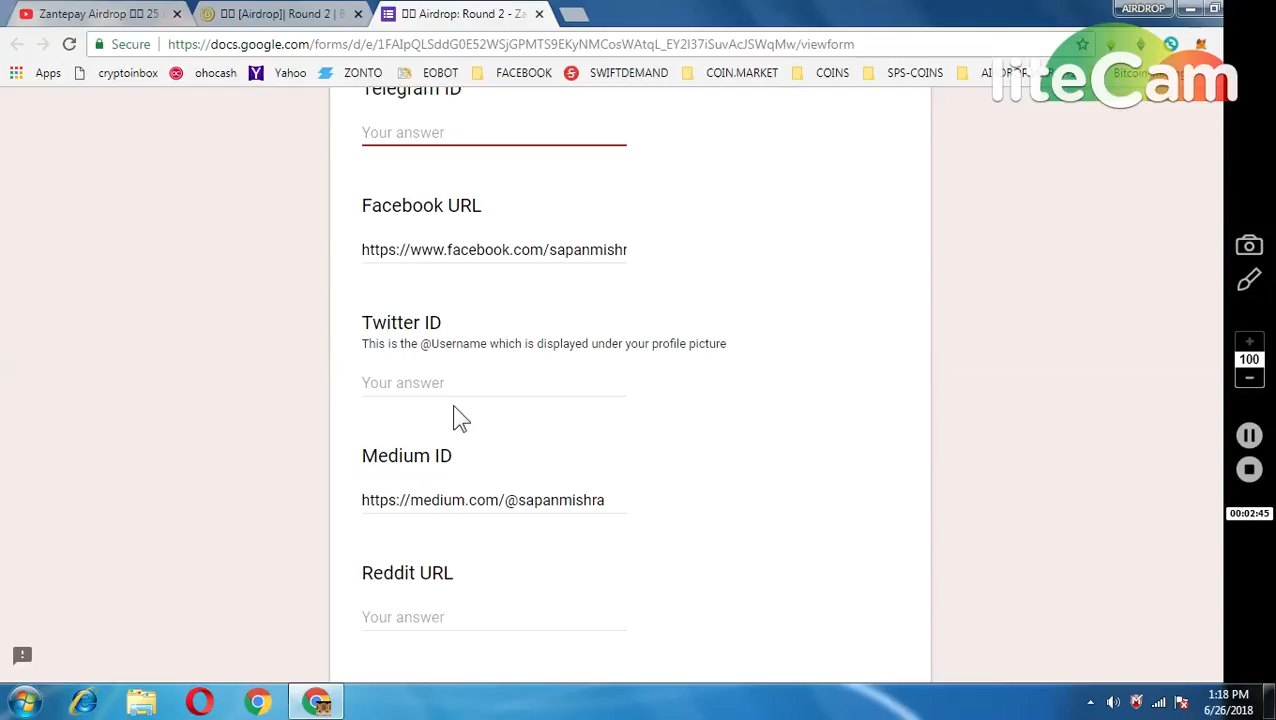 Zantepay Airdrop 25
[Airdrop]| Round 2 | B
Airdrop: Round 2 - Za
AIRDROP
Secure
https://docs.google.com/forms/d/e/1FAIpQLSddG0E52WSjGPMTS9EKyNMCosWAtqL_EY2I37iSuvAcJSWqMw/viewform
Apps
cryptoinbox
ohocash
Yahoo
ZONTO
EOBOT
FACEBOOK
SWIFTDEMAND
COIN.MARKET
COINS
SPS-COINS
liteCam
Telegram ID
Your answer
Facebook URL
https://www.facebook.com/sapanmishr
Twitter ID
This is the @Username which is displayed under your profile picture
Your answer
Medium ID
https://medium.com/@sapanmishra
Reddit URL
Your answer
100
00:02:45
1:18 PM
6/26/2018